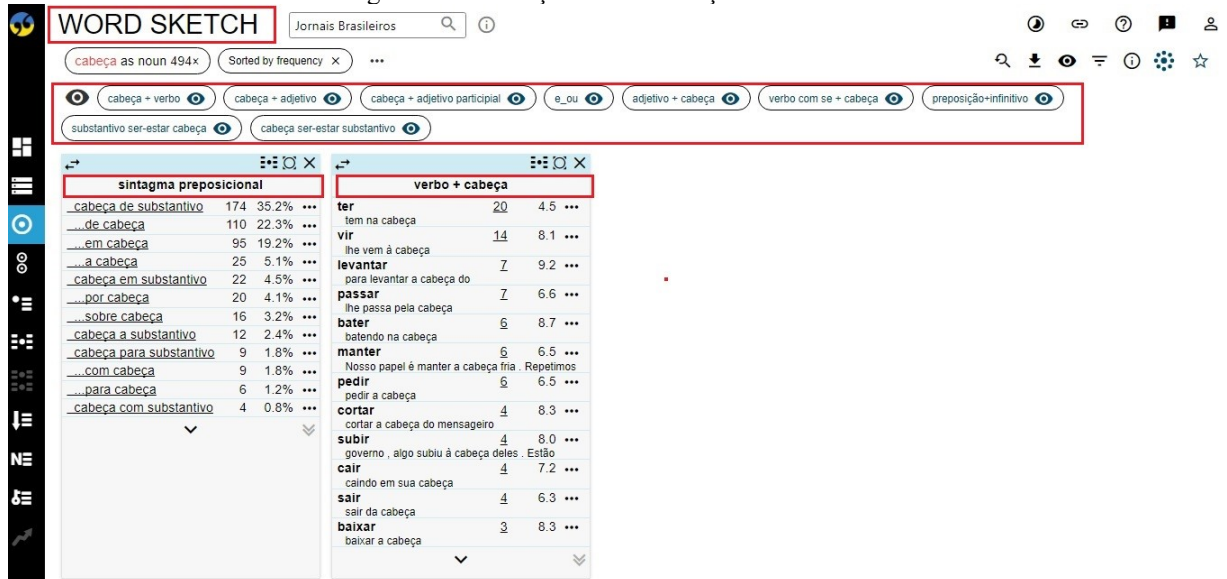 WORD SKETCH Jornais Brasileiros
cabeça as noun 494× Sorted by frequency × •••
cabeça + verbo cabeça + adjetivo cabeça + adjetivo participial e_ou adjetivo + cabeça verbo com se + cabeça preposição+infinitivo
substantivo ser-estar cabeça cabeça ser-estar substantivo
sintagma preposicional
_cabeça de substantivo 174 35.2% •••
_...de cabeça 110 22.3% •••
_...em cabeça 95 19.2% •••
_...a cabeça 25 5.1% •••
_cabeça em substantivo 22 4.5% •••
_...por cabeça 20 4.1% •••
_...sobre cabeça 16 3.2% •••
_cabeça a substantivo 12 2.4% •••
_cabeça para substantivo 9 1.8% •••
_...com cabeça 9 1.8% •••
_...para cabeça 6 1.2% •••
_cabeça com substantivo 4 0.8% •••
verbo + cabeça
ter 20 4.5 •••
tem na cabeça
vir 14 8.1 •••
lhe vem à cabeça
levantar 7 9.2 •••
para levantar a cabeça do
passar 7 6.6 •••
lhe passa pela cabeça
bater 6 8.7 •••
batendo na cabeça
manter 6 6.5 •••
Nosso papel é manter a cabeça fria . Repetimos
pedir 6 6.5 •••
pedir a cabeça
cortar 4 8.3 •••
cortar a cabeça do mensageiro
subir 4 8.0 •••
governo , algo subiu à cabeça deles . Estão
cair 4 7.2 •••
caindo em sua cabeça
sair 4 6.3 •••
sair da cabeça
baixar 3 8.3 •••
baixar a cabeça